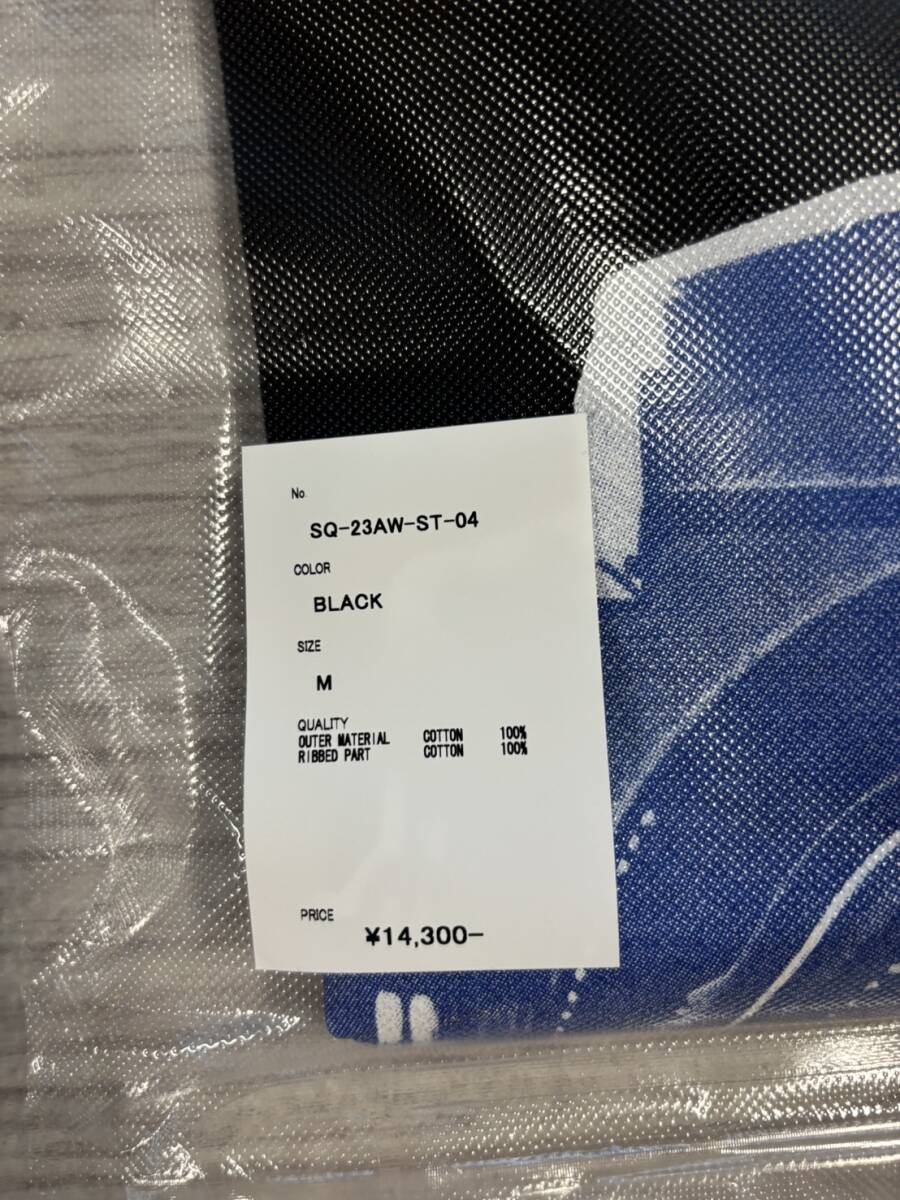 No.
SQ-23AW-ST-04
COLOR
BLACK
SIZE
M
QUALITY
OUTER MATERIAL COTTON 100%
RIBBED PART COTTON 100%
PRICE
¥14,300-